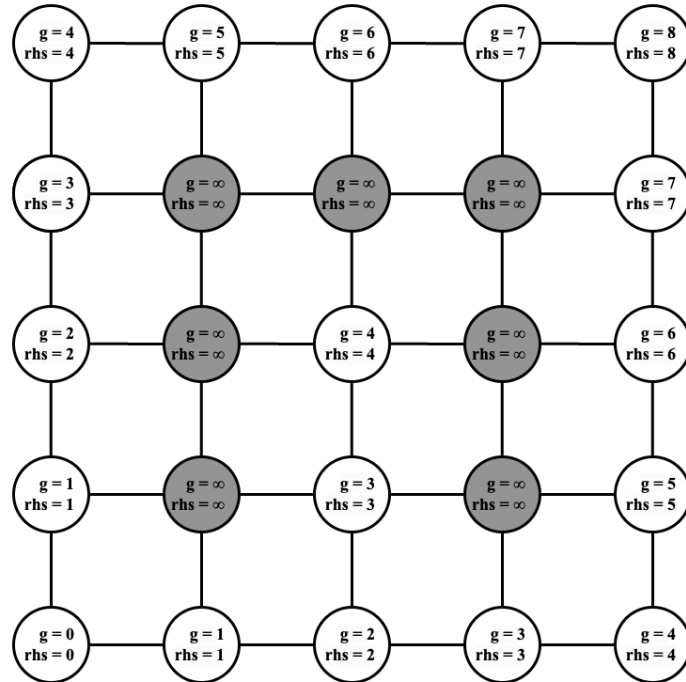 g = 4
rhs = 4
g = 5
rhs = 5
g = 6
rhs = 6
g = 7
rhs = 7
g = 8
rhs = 8
g = 3
rhs = 3
g = ∞
rhs = ∞
g = ∞
rhs = ∞
g = ∞
rhs = ∞
g = 7
rhs = 7
g = 2
rhs = 2
g = ∞
rhs = ∞
g = 4
rhs = 4
g = ∞
rhs = ∞
g = 6
rhs = 6
g = 1
rhs = 1
g = ∞
rhs = ∞
g = 3
rhs = 3
g = ∞
rhs = ∞
g = 5
rhs = 5
g = 0
rhs = 0
g = 1
rhs = 1
g = 2
rhs = 2
g = 3
rhs = 3
g = 4
rhs = 4